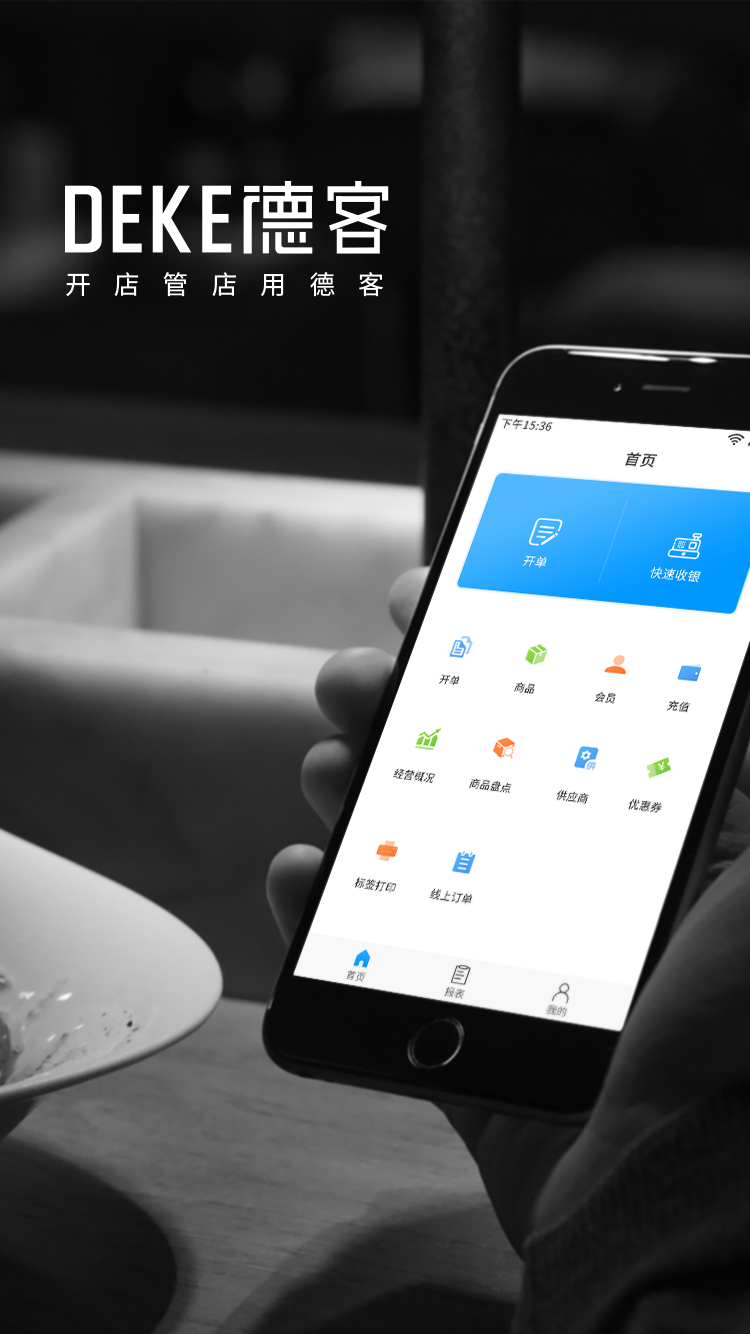 DEKE德客
开店管店用德客
下午15:36
首页
开单
快速收银
开单
商品
会员
充值
经营概况
商品盘点
供应商
优惠券
标签打印
线上订单
首页
报表
我的